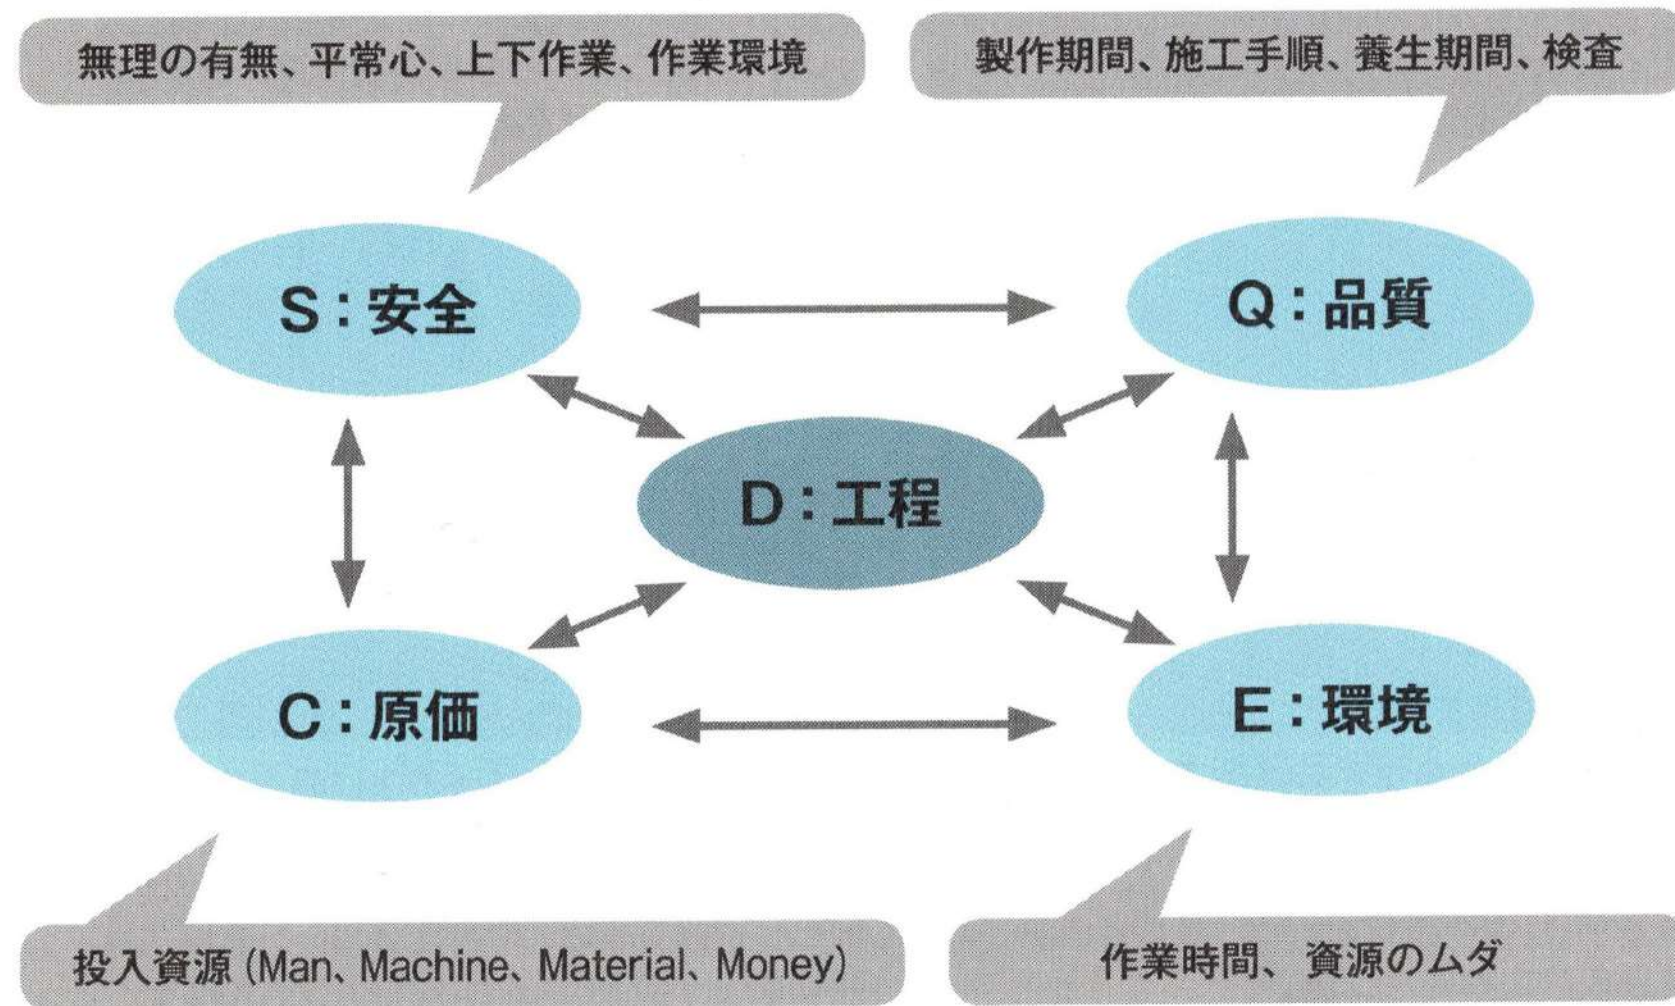 無理の有無、平常心、上下作業、作業環境
製作期間、施工手順、養生期間、検査
S：安全
Q：品質
D：工程
C：原価
E：環境
投入資源（Man、Machine、Material、Money）
作業時間、資源のムダ